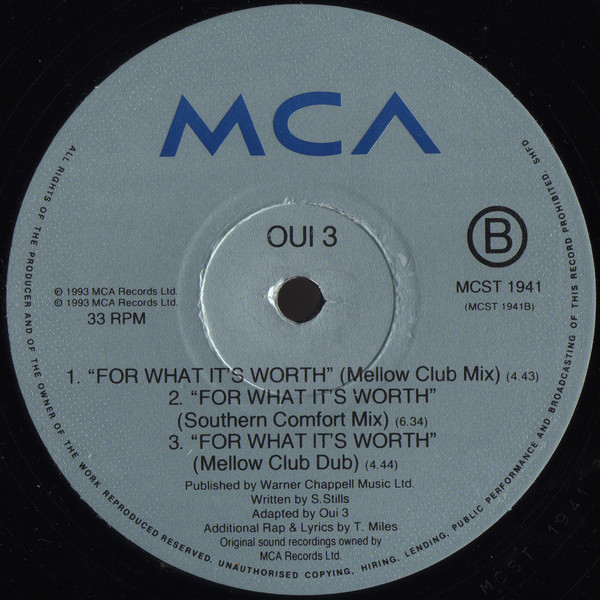 MCA
OUI 3
B
MCST 1941
(MCST 1941B)
℗ 1993 MCA Records Ltd.
© 1993 MCA Records Ltd.
33 RPM
1. “FOR WHAT IT'S WORTH” (Mellow Club Mix) (4.43)
2. “FOR WHAT IT'S WORTH”
(Southern Comfort Mix) (6.34)
3. “FOR WHAT IT'S WORTH”
(Mellow Club Dub) (4.44)
Published by Warner Chappell Music Ltd.
Written by S.Stills
Adapted by Oui 3
Additional Rap & Lyrics by T. Miles
Original sound recordings owned by
MCA Records Ltd.
ALL RIGHTS OF THE PRODUCER AND OF THE OWNER OF THE WORK REPRODUCED RESERVED. UNAUTHORISED COPYING, HIRING, LENDING, PUBLIC PERFORMANCE AND BROADCASTING OF THIS RECORD PROHIBITED. SHFD
MCST 1941